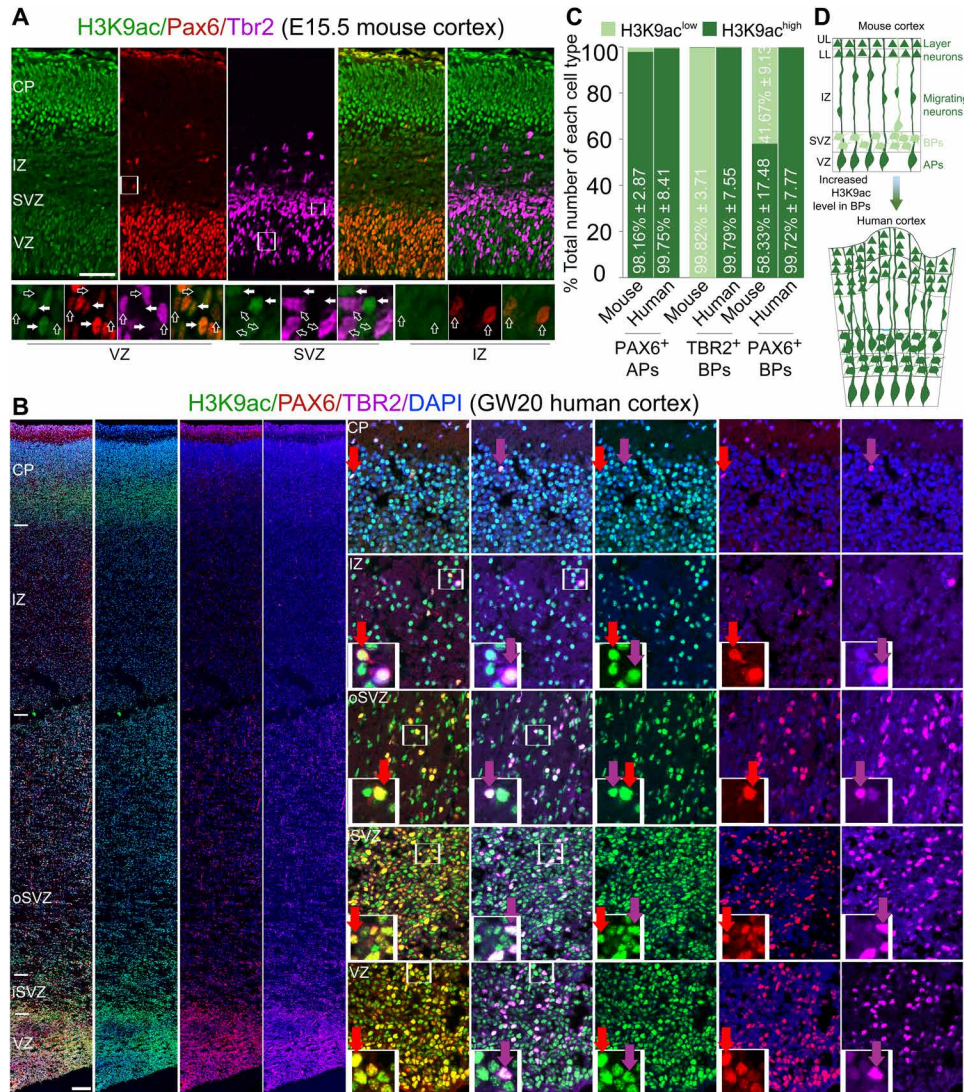 A
H3K9ac/Pax6/Tbr2 (E15.5 mouse cortex)
CP
IZ
SVZ
VZ
VZ
SVZ
IZ
C
H3K9ac^low
H3K9ac^high
% Total number of each cell type
100
80
60
40
20
0
98.16% ± 2.87
99.75% ± 8.41
99.82% ± 3.71
99.79% ± 7.55
58.33% ± 17.48
41.67% ± 9.13
99.72% ± 7.77
Mouse
Human
Mouse
Human
Mouse
Human
PAX6+
APs
TBR2+
BPs
PAX6+
BPs
D
Mouse cortex
UL
LL
IZ
SVZ
VZ
Layer
neurons
Migrating
neurons
BPs
APs
Increased
H3K9ac
level in BPs
Human cortex
B
H3K9ac/PAX6/TBR2/DAPI (GW20 human cortex)
CP
IZ
oSVZ
iSVZ
VZ
CP
IZ
oSVZ
iSVZ
VZ